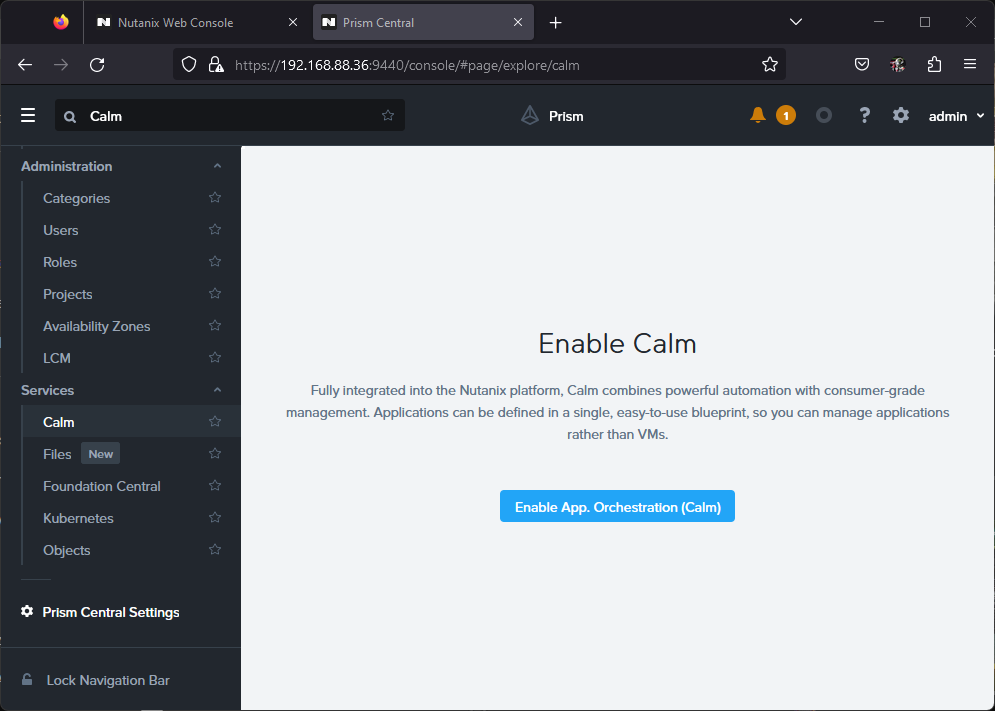 Nutanix Web Console
Prism Central
https://192.168.88.36:9440/console/#page/explore/calm
Calm
Prism
1
?
admin
Administration
Categories
Users
Roles
Projects
Availability Zones
LCM
Services
Calm
Files New
Foundation Central
Kubernetes
Objects
Prism Central Settings
Lock Navigation Bar
Enable Calm
Fully integrated into the Nutanix platform, Calm combines powerful automation with consumer-grade
management. Applications can be defined in a single, easy-to-use blueprint, so you can manage applications
rather than VMs.
Enable App. Orchestration (Calm)